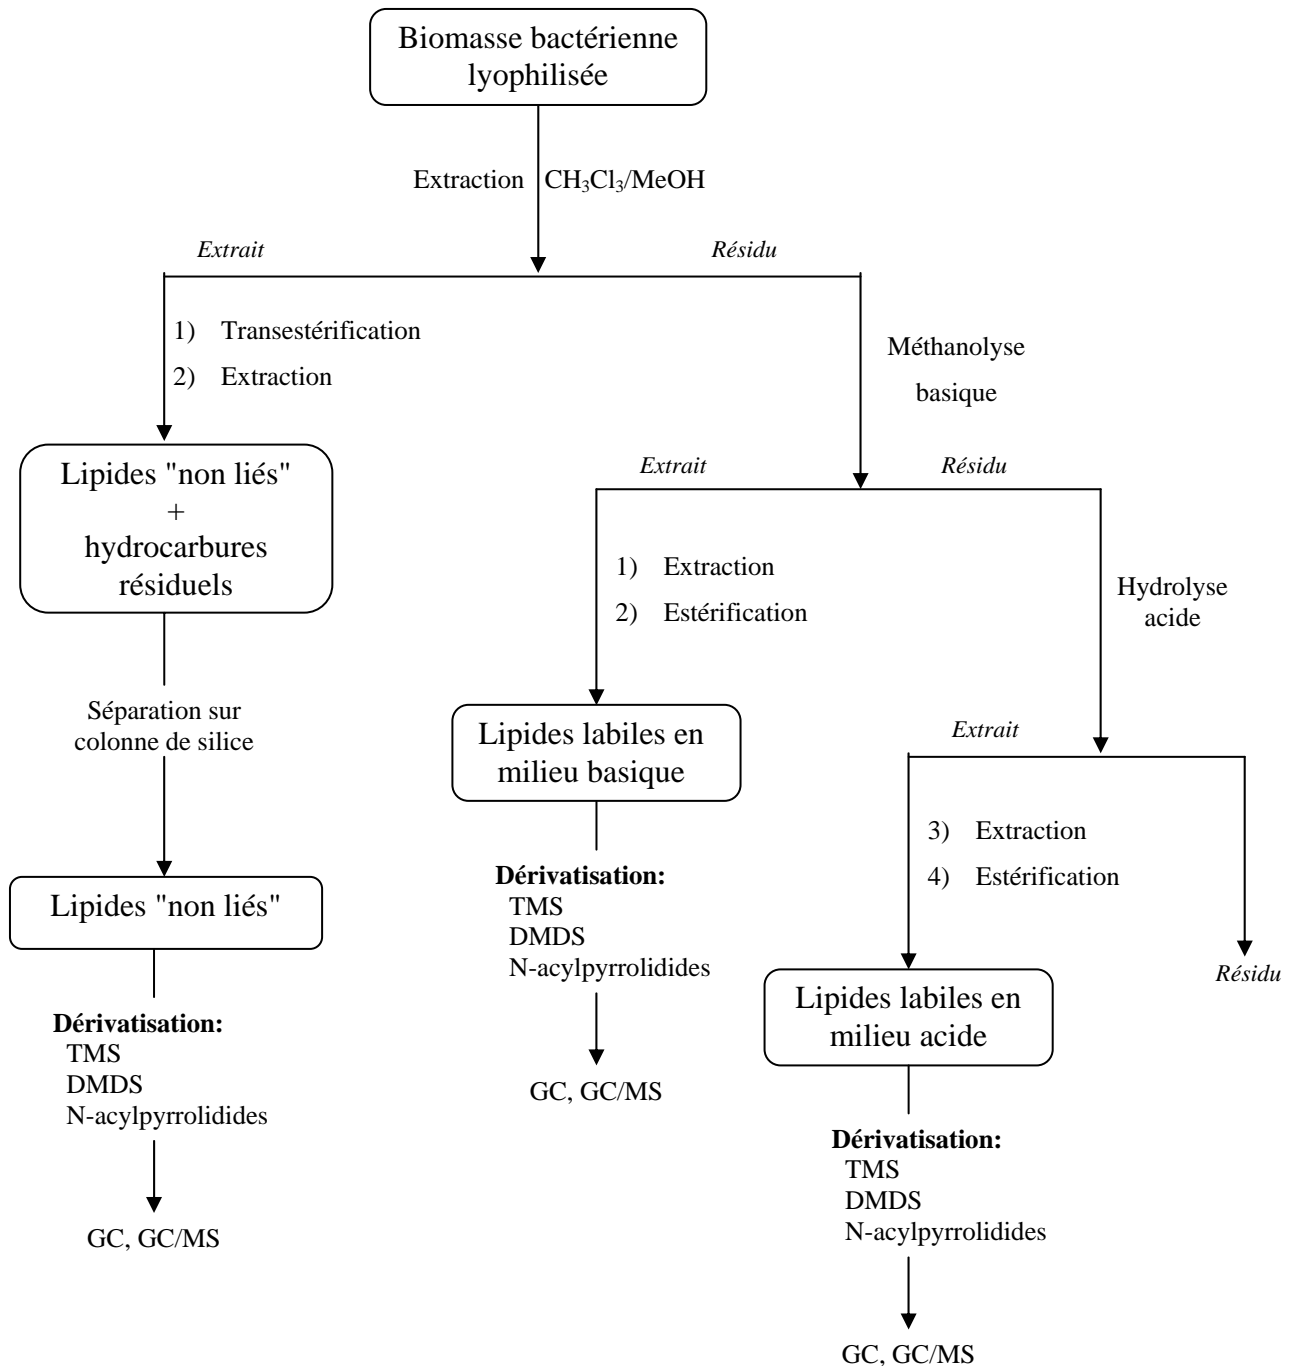 Biomasse bactérienne
lyophilisée
Extraction CH₃Cl₃/MeOH
Extrait
Résidu
1) Transestérification
2) Extraction
Méthanolyse
basique
Lipides "non liés"
+
hydrocarbures
résiduels
Extrait
Résidu
1) Extraction
2) Estérification
Hydrolyse
acide
Séparation sur
colonne de silice
Lipides labiles en
milieu basique
Extrait
3) Extraction
4) Estérification
Lipides "non liés"
Dérivatisation:
TMS
DMDS
N-acylpyrrolidides
Résidu
Lipides labiles en
milieu acide
Dérivatisation:
TMS
DMDS
N-acylpyrrolidides
GC, GC/MS
Dérivatisation:
TMS
DMDS
N-acylpyrrolidides
GC, GC/MS
GC, GC/MS